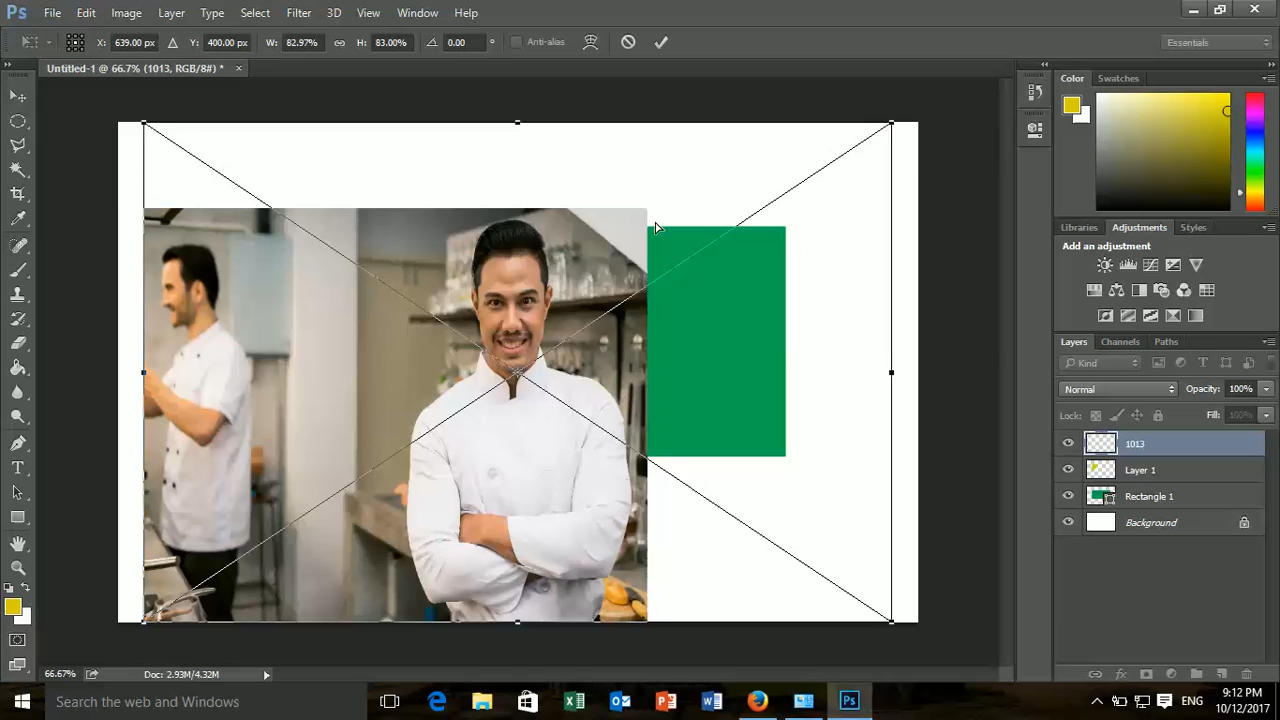 Ps File Edit Image Layer Type Select Filter 3D View Window Help
X: 639.00 px Y: 400.00 px W: 82.97% H: 83.00% 0.00 ° Anti-alias Essentials
Untitled-1 @ 66.7% (1013, RGB/8#) * ×
Color Swatches
Libraries Adjustments Styles
Add an adjustment
Layers Channels Paths
Kind T
Normal Opacity: 100%
Lock: Fill: 100%
1013
Layer 1
Rectangle 1
Background
T
fx
66.67% Doc: 2.93M/4.32M
Search the web and Windows
Ps
ENG
9:12 PM
10/12/2017